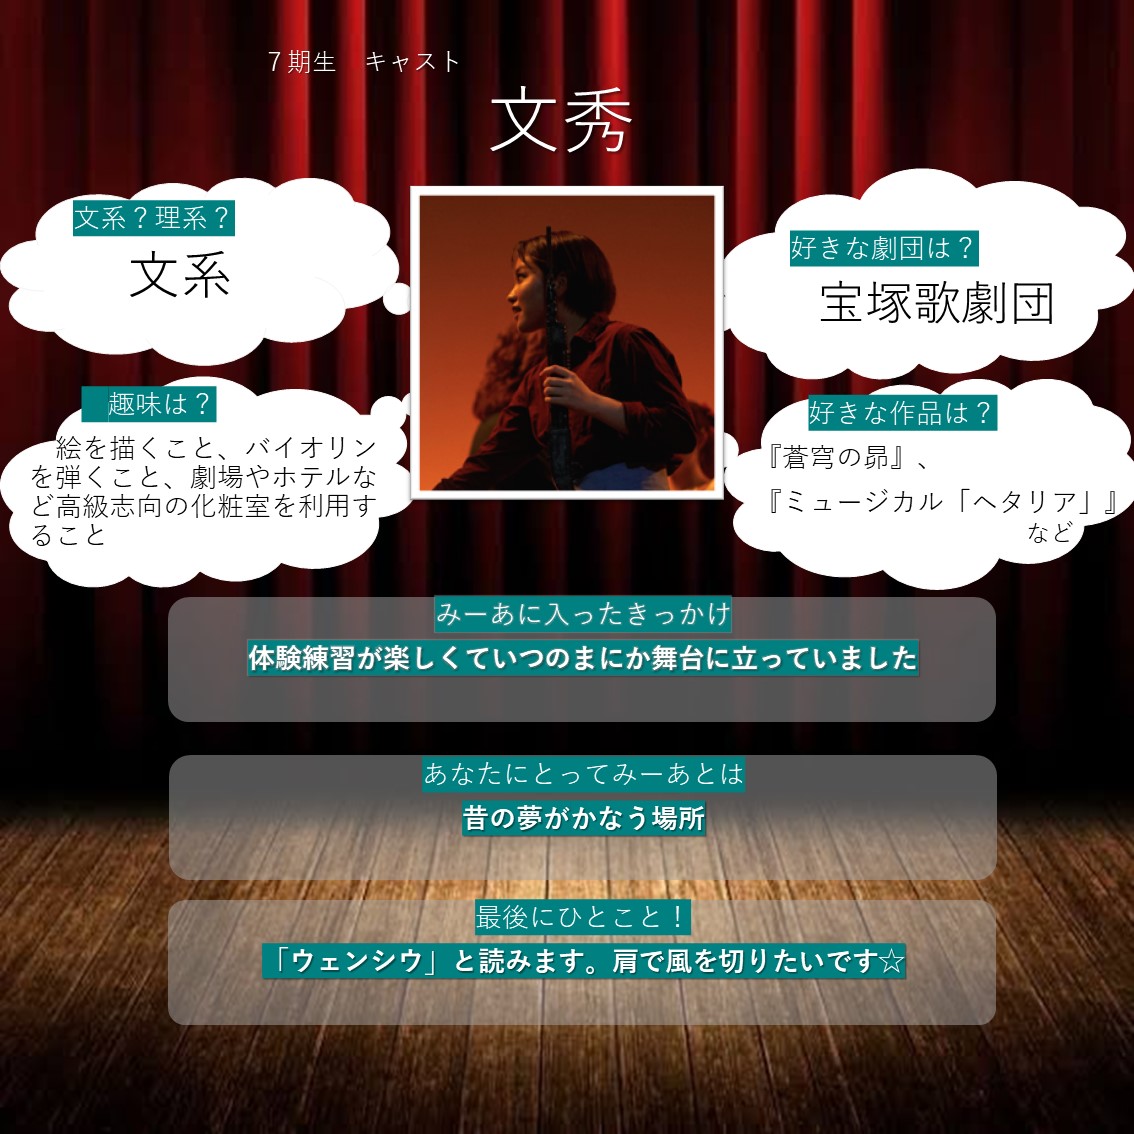 ７期生　キャスト
文秀
文系？理系？
文系
趣味は？
絵を描くこと、バイオリン
を弾くこと、劇場やホテルな
ど高級志向の化粧室を利用す
ること
好きな劇団は？
宝塚歌劇団
好きな作品は？
『蒼穹の昴』、
『ミュージカル「ヘタリア」』
など
みーあに入ったきっかけ
体験練習が楽しくていつのまにか舞台に立っていました
あなたにとってみーあとは
昔の夢がかなう場所
最後にひとこと！
「ウェンシウ」と読みます。肩で風を切りたいです☆